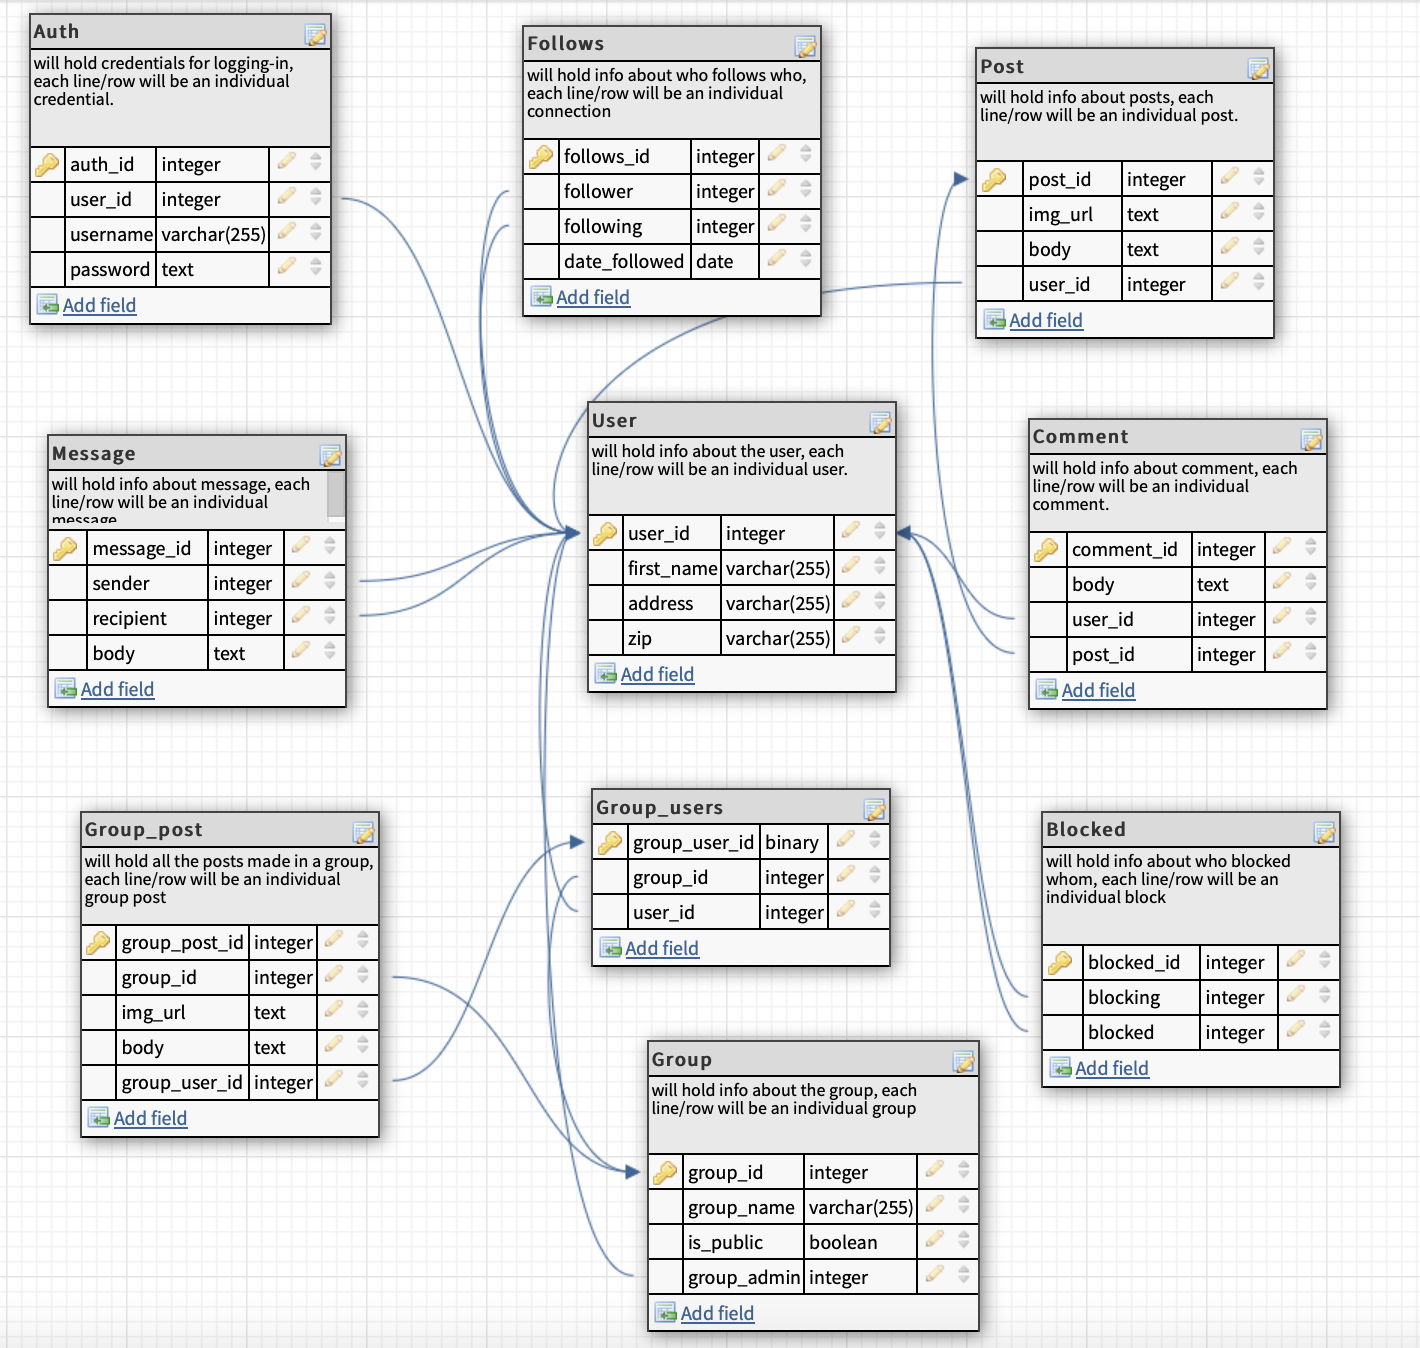 Auth
will hold credentials for logging-in,
each line/row will be an individual
credential.
auth_id integer
user_id integer
username varchar(255)
password text
Add field
Follows
will hold info about who follows who,
each line/row will be an individual
connection
follows_id integer
follower integer
following integer
date_followed date
Add field
Post
will hold info about posts, each
line/row will be an individual post.
post_id integer
img_url text
body text
user_id integer
Add field
Message
will hold info about message, each
line/row will be an individual
message
message_id integer
sender integer
recipient integer
body text
Add field
User
will hold info about the user, each
line/row will be an individual user.
user_id integer
first_name varchar(255)
address varchar(255)
zip varchar(255)
Add field
Comment
will hold info about comment, each
line/row will be an individual
comment.
comment_id integer
body text
user_id integer
post_id integer
Add field
Group_post
will hold all the posts made in a group,
each line/row will be an individual
group post
group_post_id integer
group_id integer
img_url text
body text
group_user_id integer
Add field
Group_users
group_user_id binary
group_id integer
user_id integer
Add field
Blocked
will hold info about who blocked
whom, each line/row will be an
individual block
blocked_id integer
blocking integer
blocked integer
Add field
Group
will hold info about the group, each
line/row will be an individual group
group_id integer
group_name varchar(255)
is_public boolean
group_admin integer
Add field